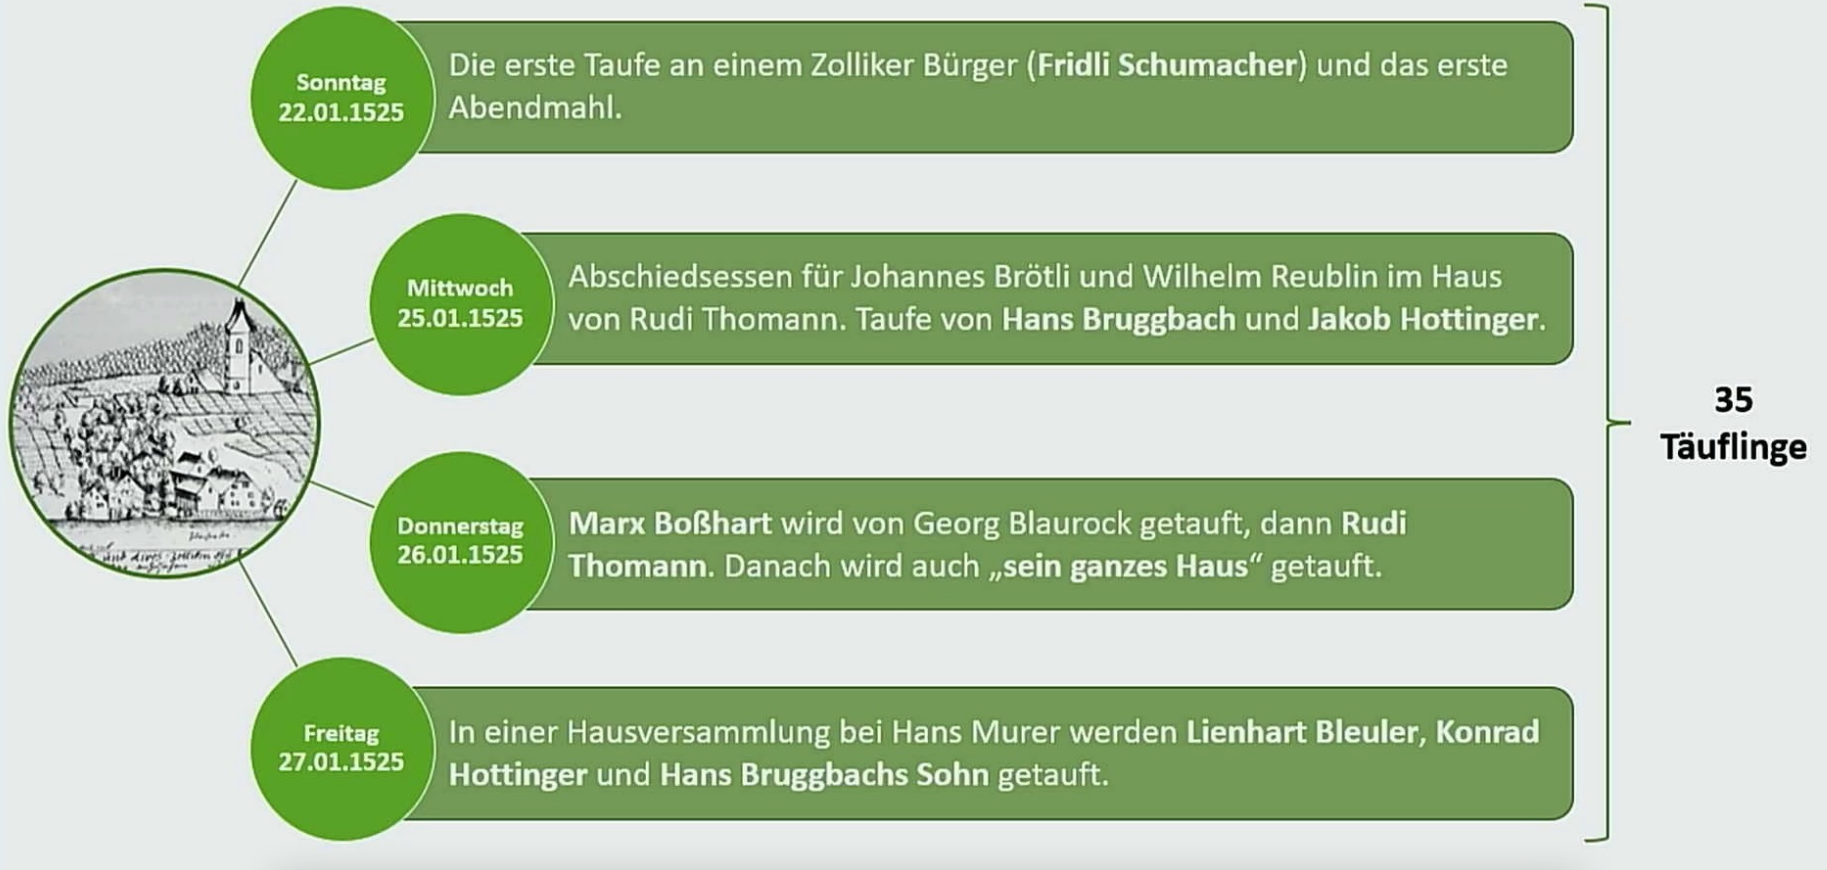 Sonntag
22.01.1525
Die erste Taufe an einem Zolliker Bürger (Fridli Schumacher) und das erste
Abendmahl.
Mittwoch
25.01.1525
Abschiedsessen für Johannes Brötli und Wilhelm Reublin im Haus
von Rudi Thomann. Taufe von Hans Bruggbach und Jakob Hottinger.
Donnerstag
26.01.1525
Marx Boßhart wird von Georg Blaurock getauft, dann Rudi
Thomann. Danach wird auch „sein ganzes Haus“ getauft.
Freitag
27.01.1525
In einer Hausversammlung bei Hans Murer werden Lienhart Bleuler, Konrad
Hottinger und Hans Bruggbachs Sohn getauft.
35
Täuflinge